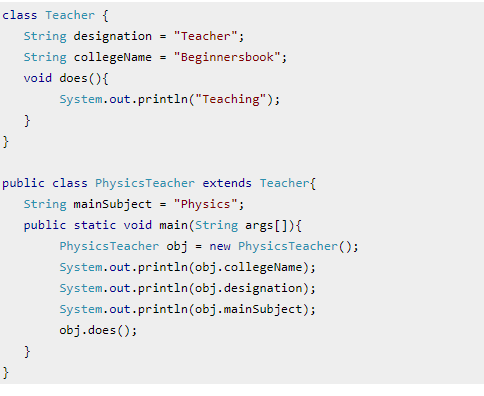 class Teacher {
   String designation = "Teacher";
   String collegeName = "Beginnersbook";
   void does(){
        System.out.println("Teaching");
   }
}

public class PhysicsTeacher extends Teacher{
   String mainSubject = "Physics";
   public static void main(String args[]){
        PhysicsTeacher obj = new PhysicsTeacher();
        System.out.println(obj.collegeName);
        System.out.println(obj.designation);
        System.out.println(obj.mainSubject);
        obj.does();
   }
}